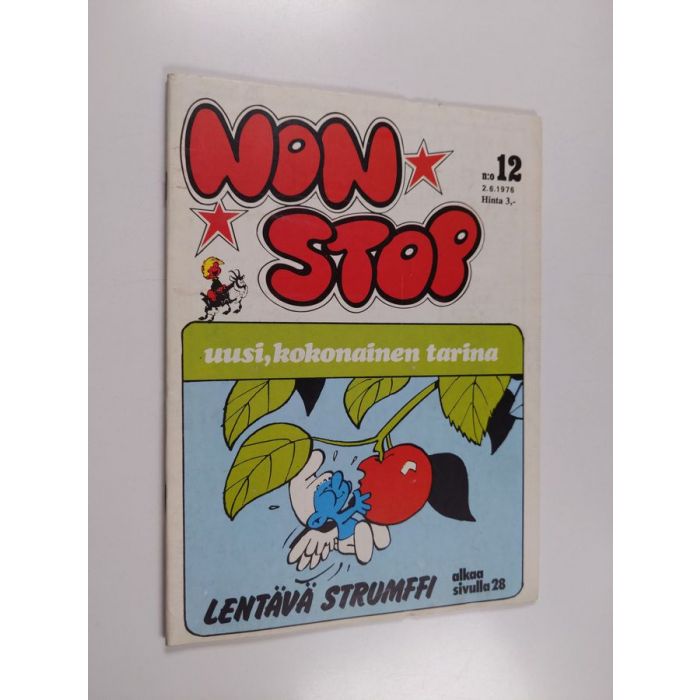 NON
STOP
n:o 12
2.6.1976
Hinta 3,-
uusi, kokonainen tarina
LENTÄVÄ STRUMFFI
alkaa
sivulla 28